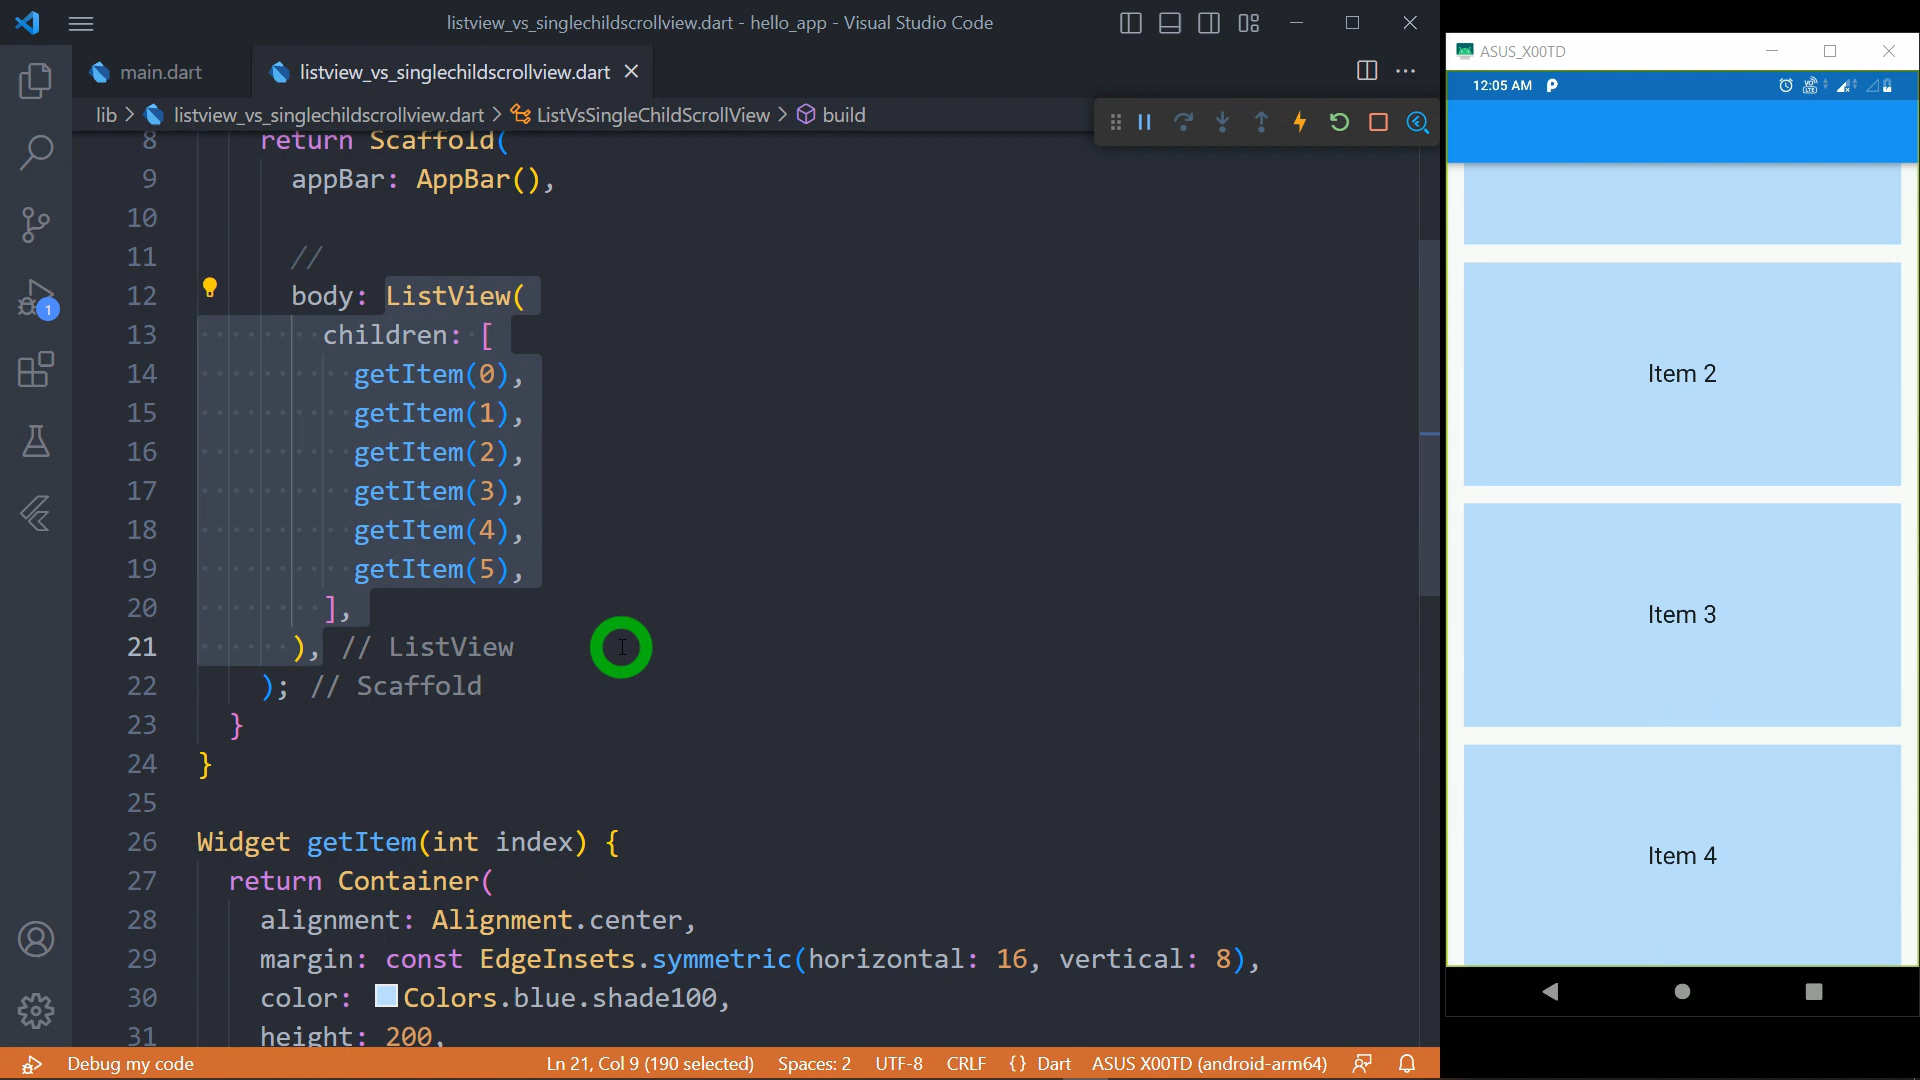 listview_vs_singlechildscrollview.dart - hello_app - Visual Studio Code
main.dart
listview_vs_singlechildscrollview.dart
lib > listview_vs_singlechildscrollview.dart > ListVsSingleChildScrollView > build
8 return Scaffold(
9 appBar: AppBar(),
10
11 //
12 body: ListView(
13 children: [
14 getItem(0),
15 getItem(1),
16 getItem(2),
17 getItem(3),
18 getItem(4),
19 getItem(5),
20 ],
21 ), // ListView
22 ); // Scaffold
23 }
24 }
25
26 Widget getItem(int index) {
27 return Container(
28 alignment: Alignment.center,
29 margin: const EdgeInsets.symmetric(horizontal: 16, vertical: 8),
30 color: Colors.blue.shade100,
31 height: 200,
1
Debug my code
Ln 21, Col 9 (190 selected)
Spaces: 2
UTF-8
CRLF
{} Dart
ASUS X00TD (android-arm64)
ASUS_X00TD
12:05 AM
Item 2
Item 3
Item 4